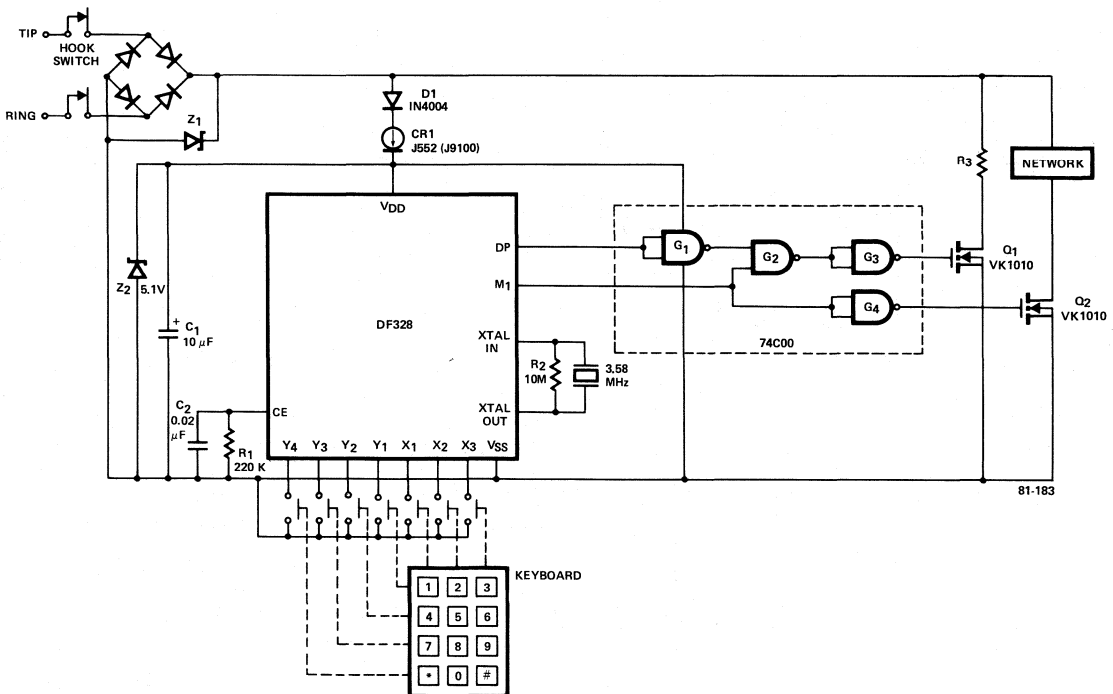 TIP
HOOK
SWITCH
RING
Z1
D1
IN4004
CR1
J552 (J9100)
R3
NETWORK
VDD
DP
M1
G1
G2
G3
G4
Q1
VK1010
Q2
VK1010
74C00
Z2
5.1V
+
C1
10 µF
DF328
XTAL
IN
R2
10M
3.58
MHz
XTAL
OUT
C2
0.02
µF
CE
R1
220 K
Y4 Y3 Y2 Y1 X1 X2 X3 VSS
81-183
KEYBOARD
1 2 3
4 5 6
7 8 9
* 0 #